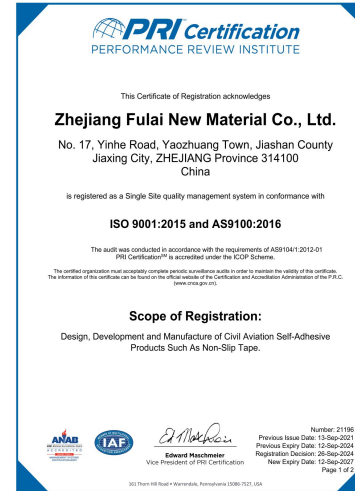 PRI Certification
PERFORMANCE REVIEW INSTITUTE
This Certificate of Registration acknowledges
Zhejiang Fulai New Material Co., Ltd.
No. 17, Yinhe Road, Yaozhuang Town, Jiashan County
Jiaxing City, ZHEJIANG Province 314100
China
is registered as a Single Site quality management system in conformance with
ISO 9001:2015 and AS9100:2016
The audit was conducted in accordance with the requirements of AS9104/1:2012-01
PRI Certification℠ is accredited under the ICOP Scheme.
The certified organization must acceptably complete periodic surveillance audits in order to maintain the validity of this certificate.
The information of this certificate can be found on the official website of the Certification and Accreditation Administration of the P.R.C.
(www.cnca.gov.cn).
Scope of Registration:
Design, Development and Manufacture of Civil Aviation Self-Adhesive
Products Such As Non-Slip Tape.
ANAB
ACCREDITED
IAF
Edward Maschmeier
Vice President of PRI Certification
Number: 21196
Previous Issue Date: 13-Sep-2021
Previous Expiry Date: 12-Sep-2024
Registration Decision: 26-Sep-2024
New Expiry Date: 12-Sep-2027
Page 1 of 2
161 Thorn Hill Road • Warrendale, Pennsylvania 15086-7527, USA